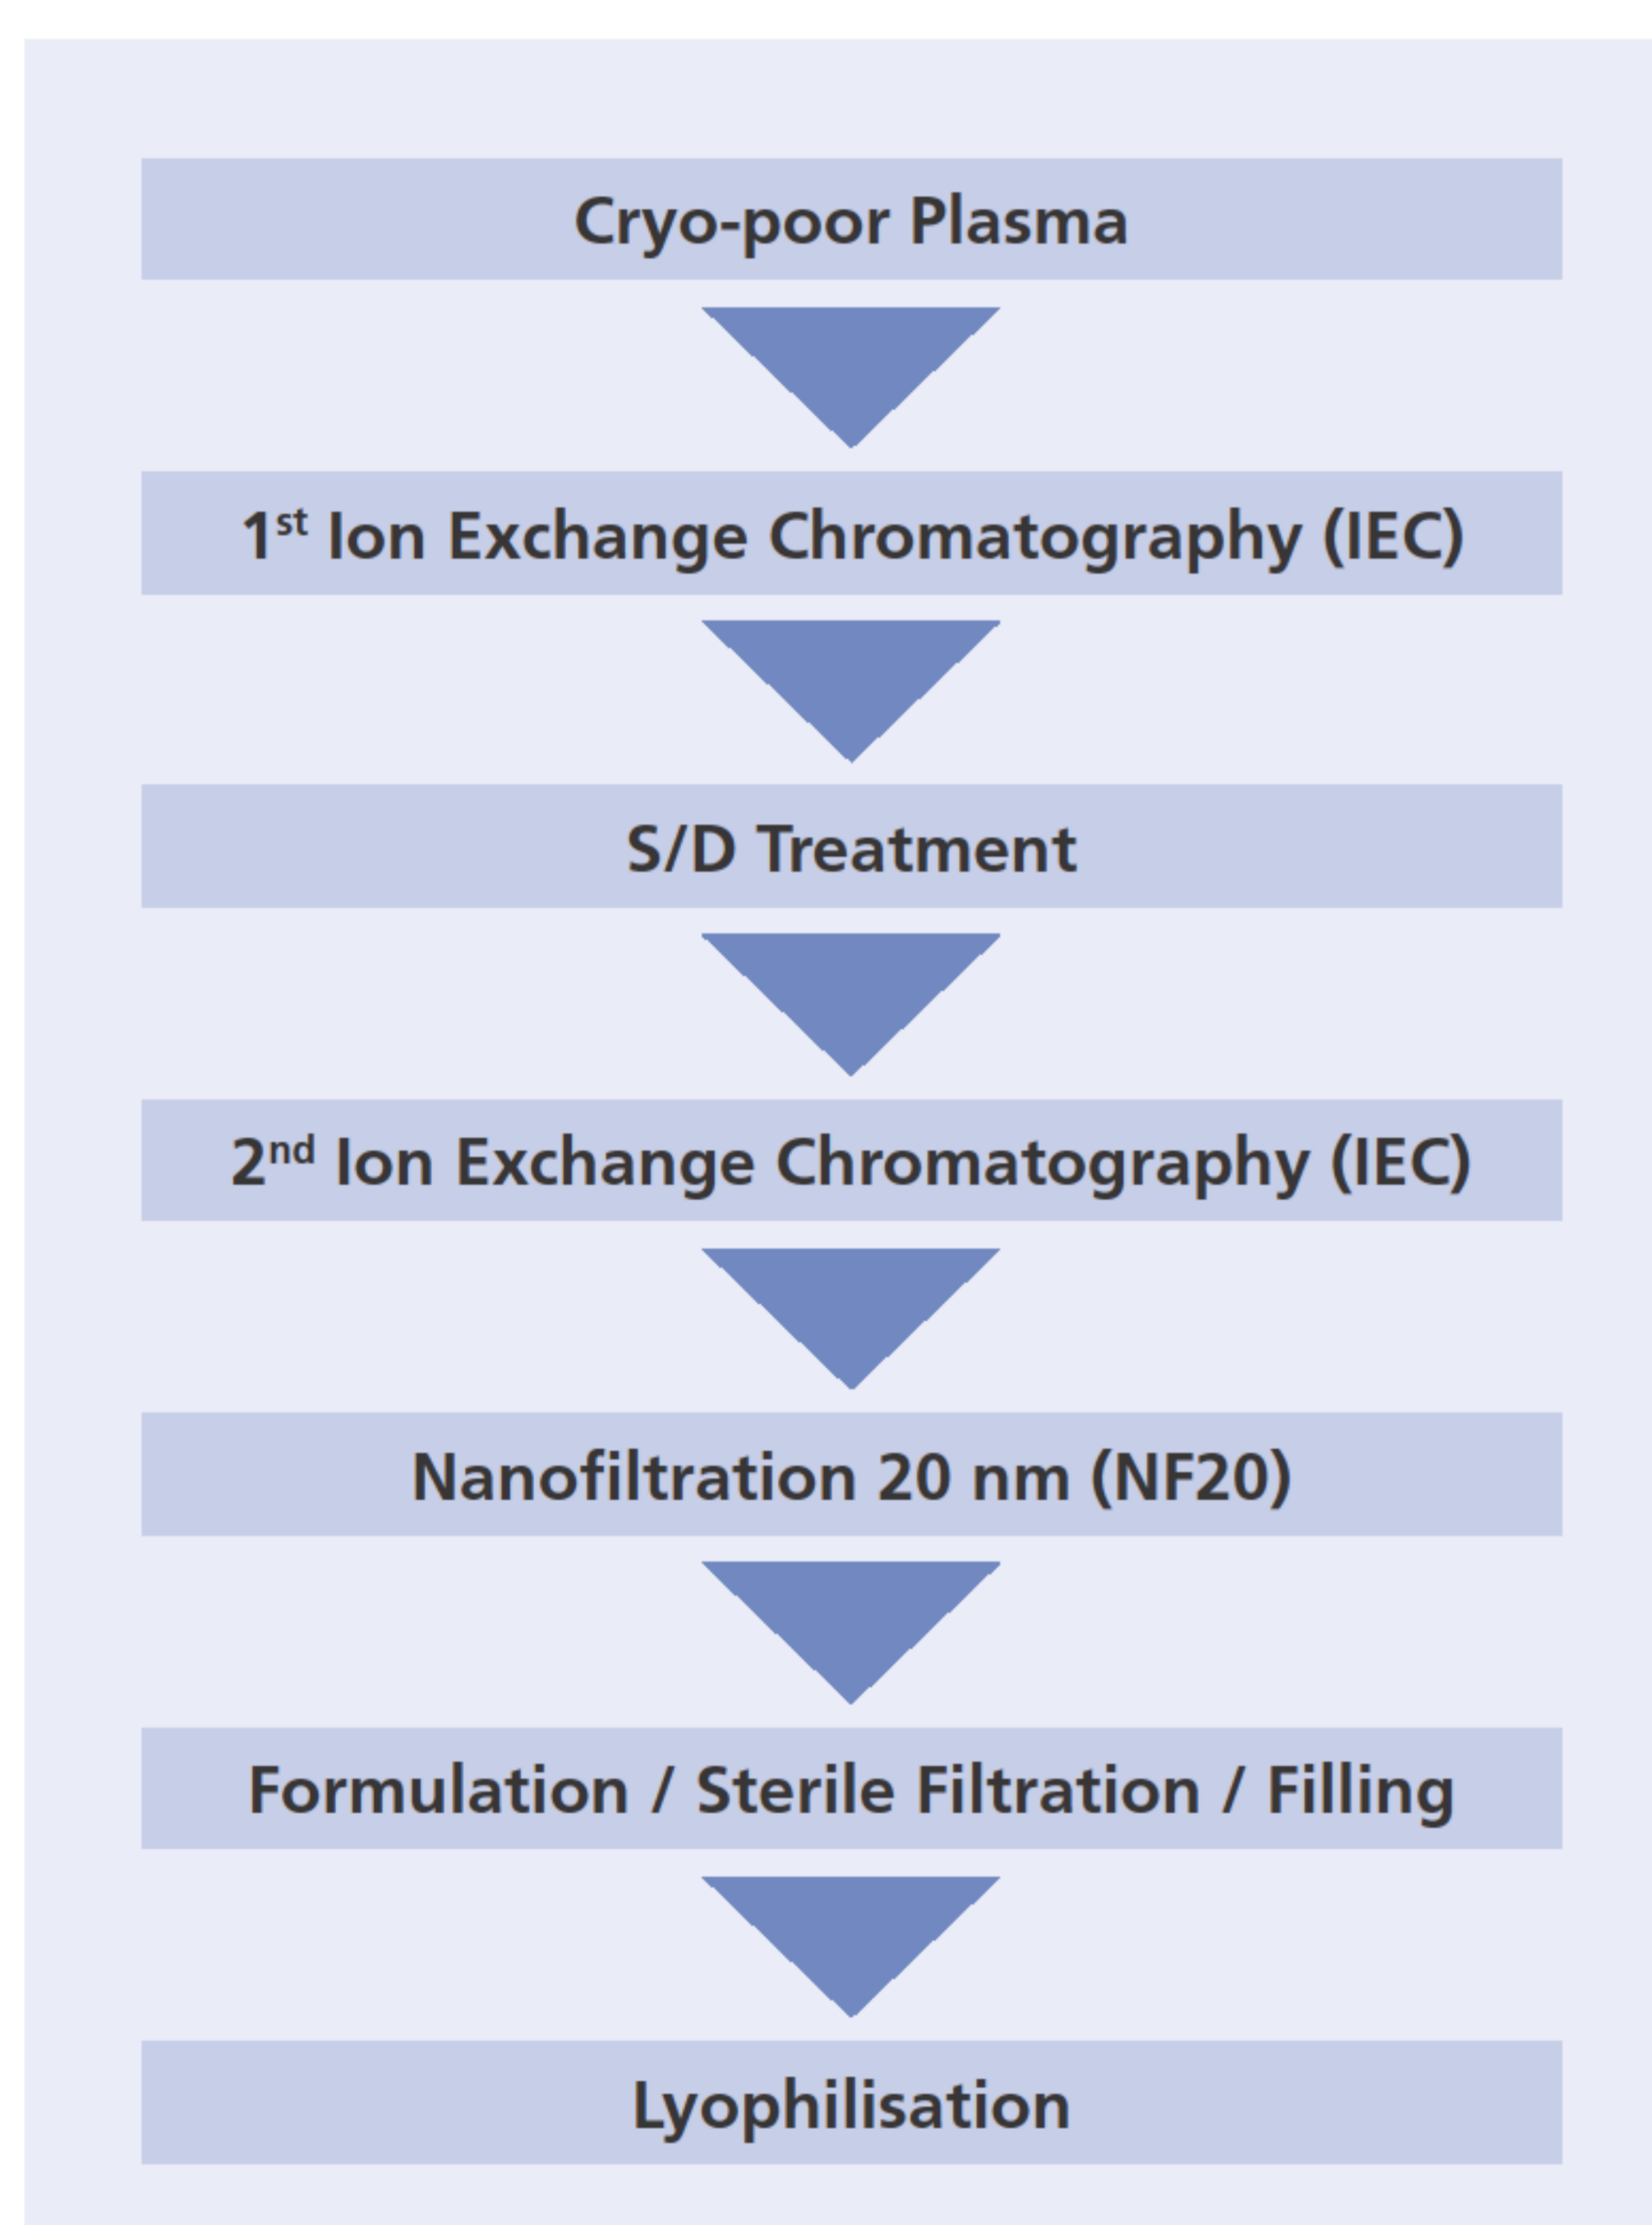 Cryo-poor Plasma
1st Ion Exchange Chromatography (IEC)
S/D Treatment
2nd Ion Exchange Chromatography (IEC)
Nanofiltration 20 nm (NF20)
Formulation / Sterile Filtration / Filling
Lyophilisation